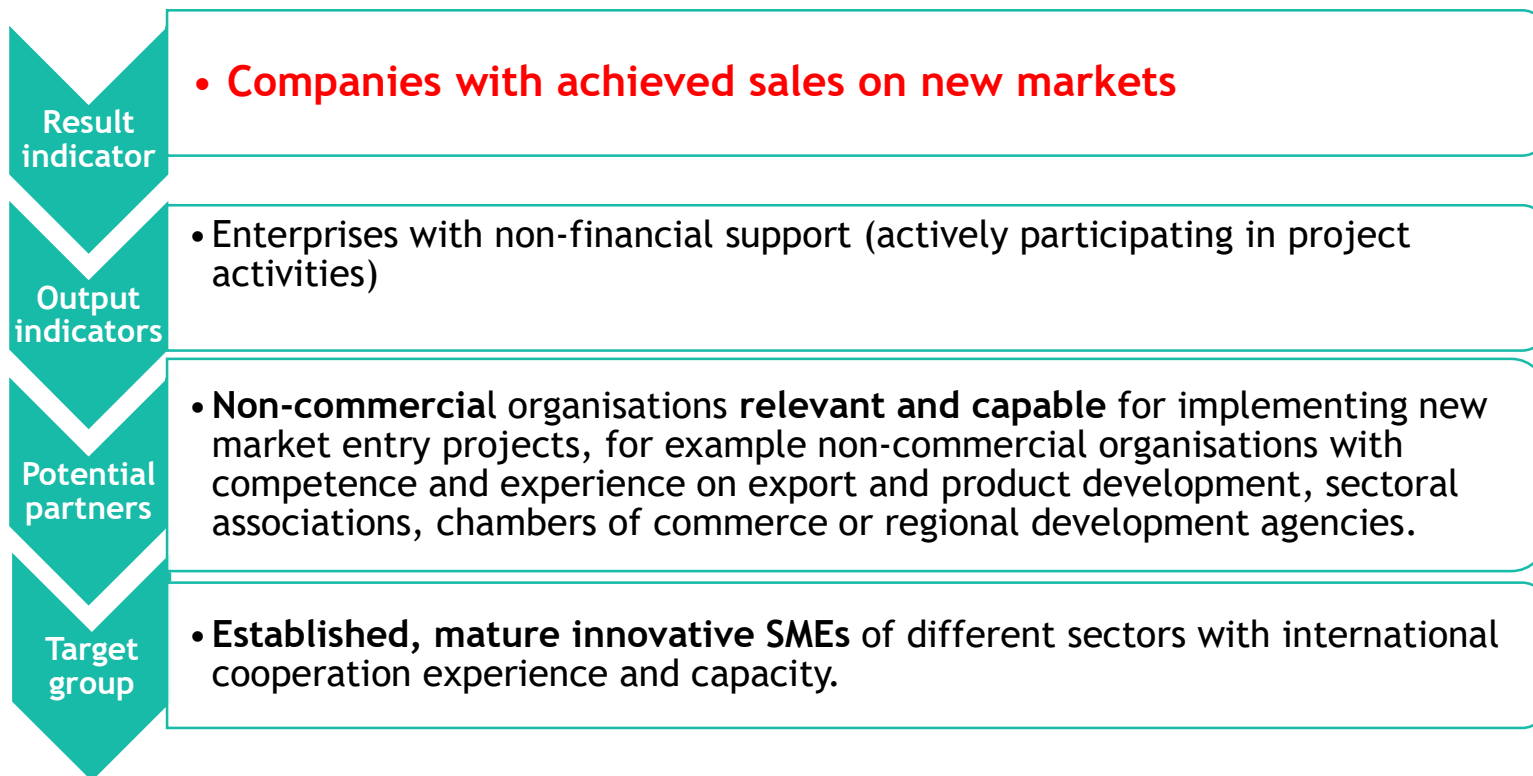 • Companies with achieved sales on new markets
Result
indicator
• Enterprises with non-financial support (actively participating in project
activities)
Output
indicators
• Non-commercial organisations relevant and capable for implementing new
market entry projects, for example non-commercial organisations with
competence and experience on export and product development, sectoral
associations, chambers of commerce or regional development agencies.
Potential
partners
• Established, mature innovative SMEs of different sectors with international
cooperation experience and capacity.
Target
group